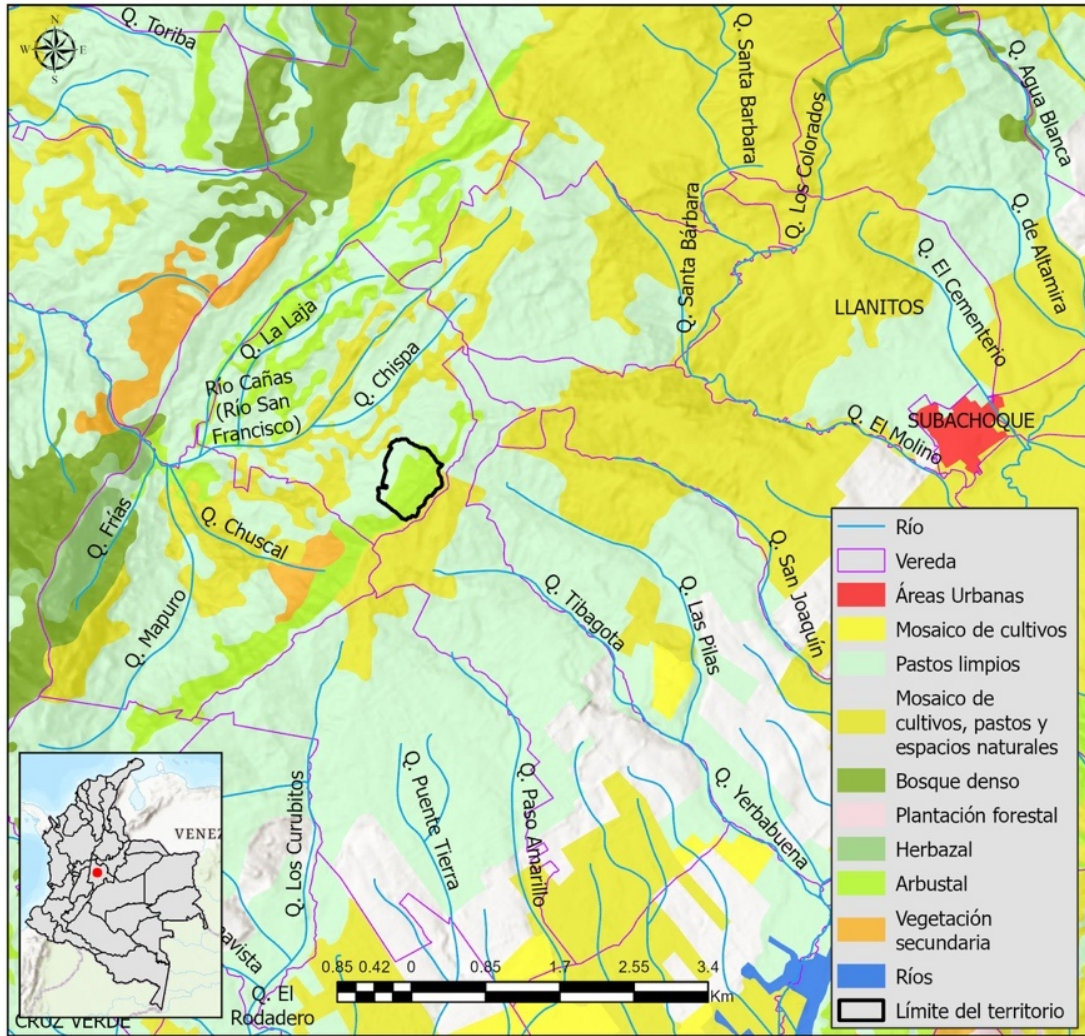 N
W
E
S
Q. Toriba
Q. Santa Barbara
Q. Los Colorados
Q. Agua Blanca
Q. de Altamira
Q. El Cementerio
Q. Santa Bárbara
LLANITOS
Q. La Laja
Río Cañas
(Río San
Francisco)
Q. Chispa
SUBACHOQUE
Q. El Molino
Q. Frías
Q. Chuscal
Q. Mapuro
Q. Tibagota
Q. Las Pilas
Q. San Joaquín
Q. Los Curubitos
Q. Puente Tierra
Q. Paso Amarillo
Q. Yerbabuena
avista
Q. El
Rodadero
CRUZ VERDE
VENEZ
0.85 0.42 0 0.85 1.7 2.55 3.4
Km
Río
Vereda
Áreas Urbanas
Mosaico de cultivos
Pastos limpios
Mosaico de
cultivos, pastos y
espacios naturales
Bosque denso
Plantación forestal
Herbazal
Arbustal
Vegetación
secundaria
Ríos
Límite del territorio